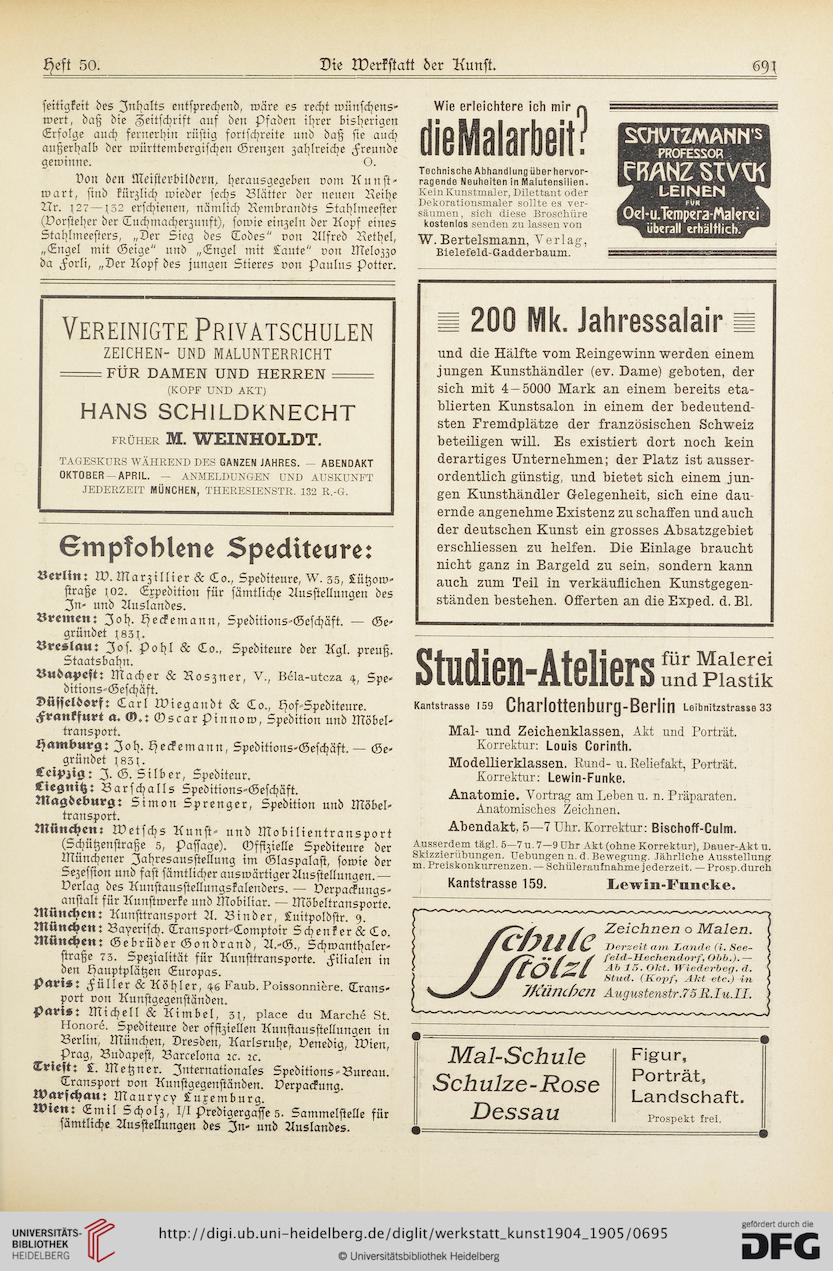 Heft 50.
Die Werkstatt der Kunst.
691
seitigkeit des Inhalts entsprechend, wäre es recht wünschens-
wert, daß die Zeitschrift auf den Pfaden ihrer bisherigen
Erfolge auch fernerhin rüstig fortschreite und daß sie auch
außerhalb der württembergischen Grenzen zahlreiche Freunde
gewinne. O.
Von den Meisterbildern, herausgegeben vom Kunst-
wart, sind kürzlich wieder sechs Blätter der neuen Reihe
Nr. 127—132 erschienen, nämlich Rembrandts Stahlmeester
(Vorsteher der Tuchmacherzunft), sowie einzeln der Kopf eines
Stahlmeesters, „Der Sieg des Todes" von Alfred Rethel,
„Engel mit Geige" und „Engel mit Laute" von Melozzo
da Forli, „Der Kopf des jungen Stieres von Paulus Potter.
VEREINIGTE PRIVATSCHULEN
ZEICHEN- UND MALUNTERRICHT
FÜR DAMEN UND HERREN
(KOPF UND AKT)
HANS SCHILDKNECHT
FRÜHER M. WEINHOLDT.
TAGESKURS WÄHREND DES GANZEN JAHRES. — ABENDAKT
OKTOBER—APRIL. — ANMELDUNGEN UND AUSKUNFT
JEDERZEIT MÜNCHEN, THERESIENSTR. 132 R.-G.
Empfohlene Spediteure:
Berlin: W. Marzillier & Co., Spediteure, W. 35, Lützow-
straße 102. Expedition für sämtliche Ausstellungen des
In- und Auslandes.
Bremen: Joh. Heckemann, Speditions-Geschäft. — Ge-
gründet 1831.
Breslau: Jos. Pohl & Co., Spediteure der Kgl. preuß.
Staatsbahn.
Budapest: Macher & Roszner, V., Béla-utcza 4, Spe-
ditions-Geschäft.
Düsseldorf: Carl Wiegandt & Co., Hof-Spediteure.
Frankfurt a. O.: Oscar Pinnow, Spedition und Möbel-
transport.
Hamburg: Joh. Heckemann, Speditions-Geschäft. — Ge-
gründet 1831.
Leipzig: J. G. Silber, Spediteur.
Liegnitz: Barschalls Speditions-Geschäft.
Magdeburg: Simon Sprenger, Spedition und Möbel-
transport.
München: Wetschs Kunst- und Mobilientransport
(Schützenstraße 5, Passage). Offizielle Spediteure der
Münchener Jahresausstellung im Glaspalast, sowie der
Sezession und fast sämtlicher auswärtiger Ausstellungen. —
Verlag des Kunstausstellungskalenders. — Verpackungs-
anstalt für Kunstwerke und Mobiliar. — Möbeltransporte.
München: Kunsttransport A. Binder, Luitpoldstr. 9.
München: Bayerisch. Transport-Comptoir Schenker & Co.
München: Gebrüder Gondrand, A.-G., Schwanthaler-
straße 73. Spezialität für Kunsttransporte. Filialen in
den Hauptplätzen Europas.
Paris: Füller & Köhler, 46 Faub. Poissonnière. Trans-
port von Kunstgegenständen.
Paris: Michell & Kimbel, 31, place du Marché St.
Honoré. Spediteure der offiziellen Kunstausstellungen in
Berlin, München, Dresden, Karlsruhe, Venedig, Wien,
Prag, Budapest, Barcelona ꝛc. ꝛc.
Triest: L. Metzner. Internationales Speditions-Bureau.
Transport von Kunstgegenständen. Verpackung.
Warschau: Maurycy Luxemburg.
Wien: Emil Scholz, I/1 Predigergasse 5. Sammelstelle für
sämtliche Ausstellungen des In- und Auslandes.
Wie erleichtere ich mir
die Malarbeit?
Technische Abhandlung über hervor-
ragende Neuheiten in Malutensilien.
Kein Kunstmaler, Dilettant oder
Dekorationsmaler sollte es ver-
säumen, sich diese Broschüre
kostenlos senden zu lassen von
W. Bertelsmann, Verlag,
Bielefeld-Gadderbaum.
SCHVTZMANN'S
PROFESSOR
FRANZ STVCK
LEINEN
FÜR
Oel-u.Tempera-Malerei
überall erhältlich.
200 Mk. Jahressalair
und die Hälfte vom Reingewinn werden einem
jungen Kunsthändler (ev. Dame) geboten, der
sich mit 4—5000 Mark an einem bereits eta-
blierten Kunstsalon in einem der bedeutend-
sten Fremdplätze der französischen Schweiz
beteiligen will. Es existiert dort noch kein
derartiges Unternehmen; der Platz ist ausser-
ordentlich günstig, und bietet sich einem jun-
gen Kunsthändler Gelegenheit, sich eine dau-
ernde angenehme Existenz zu schaffen und auch
der deutschen Kunst ein grosses Absatzgebiet
erschliessen zu helfen. Die Einlage braucht
nicht ganz in Bargeld zu sein, sondern kann
auch zum Teil in verkäuflichen Kunstgegen-
ständen bestehen. Offerten an die Exped. d. Bl.
Studien-Ateliers für Malerei
und Plastik
Kantstrasse 159 Charlottenburg-Berlin Leibnitzstrasse 33
Mal- und Zeichenklassen, Akt und Porträt.
Korrektur: Louis Corinth.
Modellierklassen. Rund- u. Reliefakt, Porträt.
Korrektur: Lewin-Funke.
Anatomie. Vortrag am Leben u. n. Präparaten.
Anatomisches Zeichnen.
Abendakt, 5—7 Uhr. Korrektur: Bischoff-Culm.
Ausserdem tägl. 5—7 u. 7—9 Uhr Akt (ohne Korrektur), Dauer-Akt u.
Skizzierübungen. Uebungen n. d. Bewegung. Jährliche Ausstellung
m. Preiskonkurrenzen. — Schüleraufnahme jederzeit. — Prosp. durch
Kantstrasse 159. Lewin-Funcke.
Schule
Stölzl
München
Zeichnen o Malen.
Derzeit am Lande (i. See-
feld-Hechendorf, Obb.). —
Ab 15. Okt. Wiederbeg. d.
Stud. (Kopf, Akt etc.) in
Augustenstr. 75 R. I u. II.
Mal-Schule
Schulze-Rose
Dessau
Figur,
Porträt,
Landschaft.
Prospekt frei.
UNIVERSITÄTS-
BIBLIOTHEK
HEIDELBERG
http://digi.ub.uni-heidelberg.de/diglit/werkstatt_kunst1904_1905/0695
© Universitätsbibliothek Heidelberg
gefördert durch die
DFG